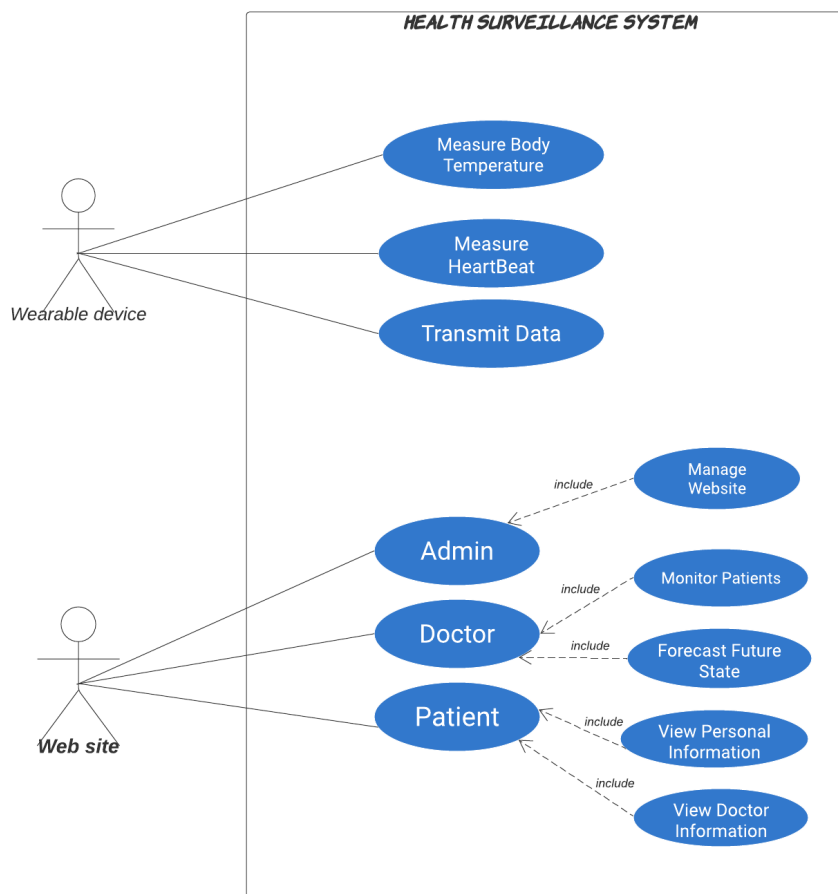 HEALTH SURVEILLANCE SYSTEM
Measure Body
Temperature
Measure
HeartBeat
Wearable device
Transmit Data
Manage
Website
include
Admin
Monitor Patients
include
Doctor
include
Forecast Future
State
Patient
include
View Personal
Information
Web site
include
View Doctor
Information